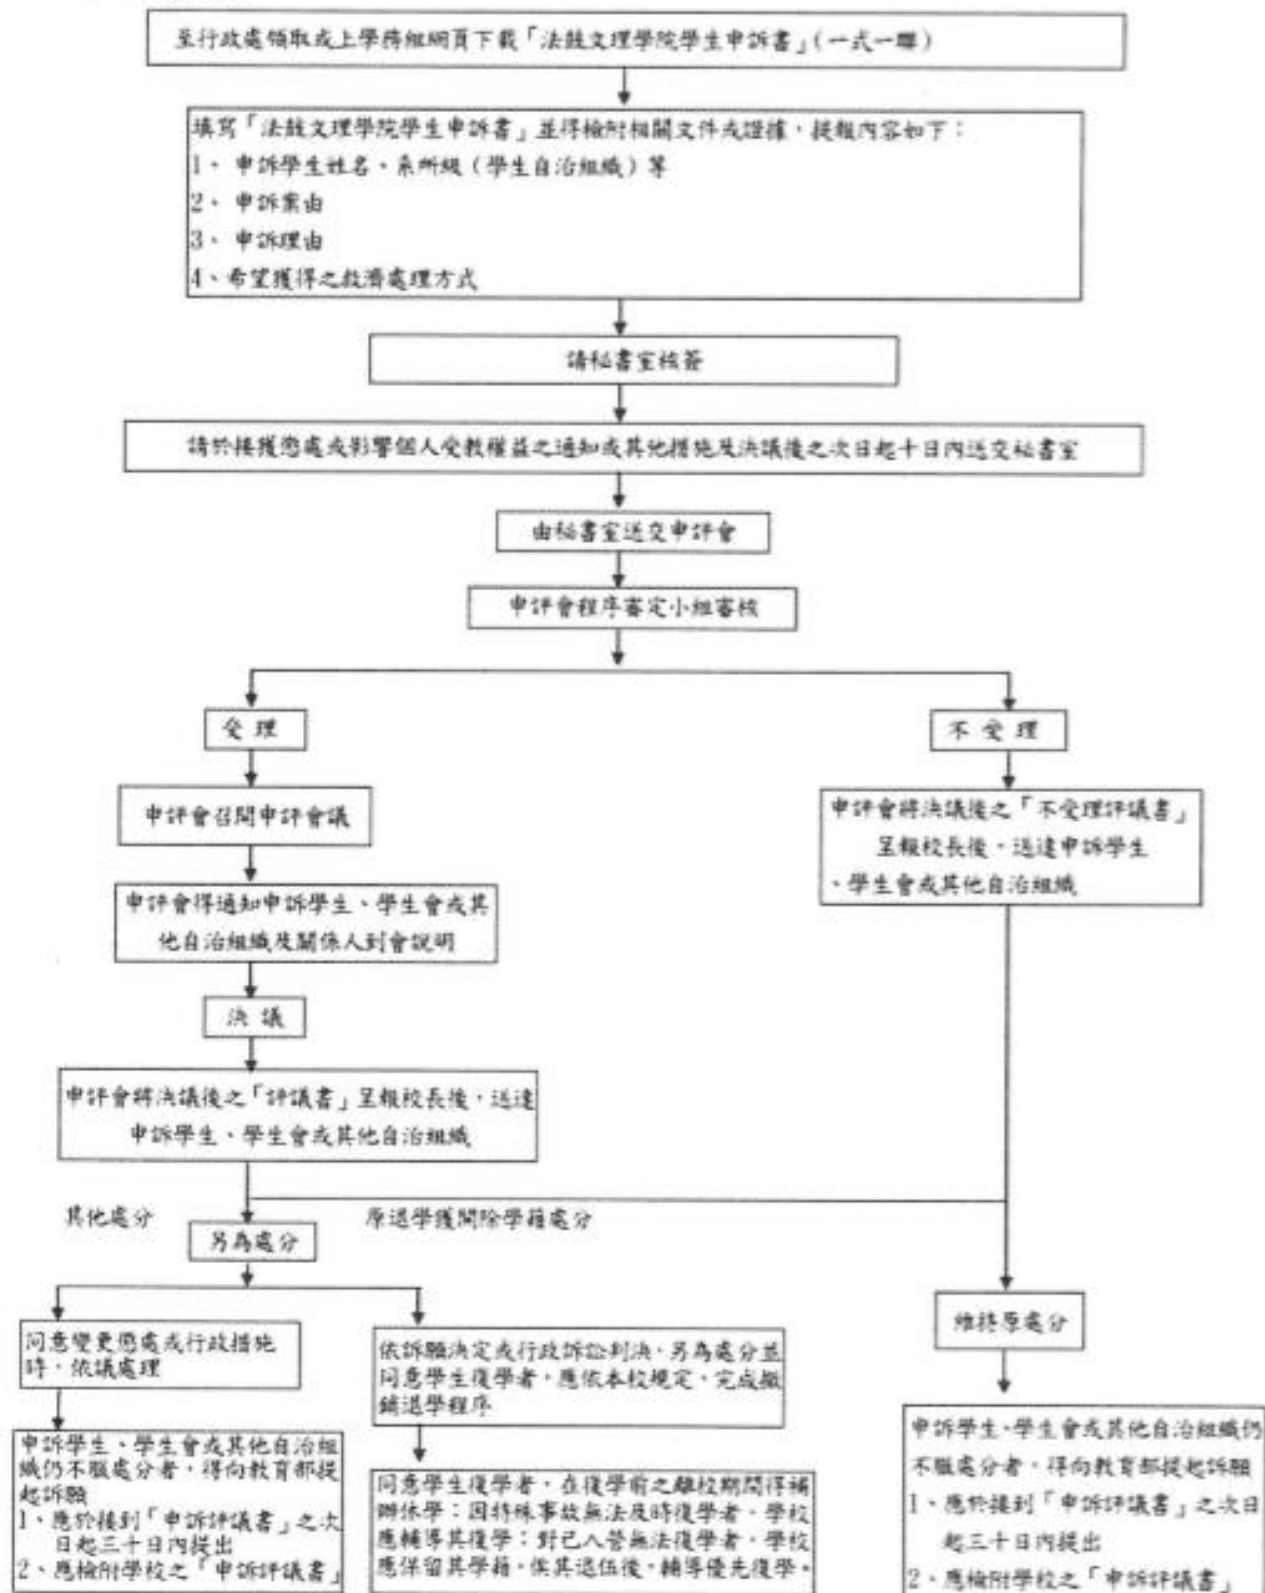 至行政處領取或上學務組網頁下載「法鼓文理學院學生申訴書」(一式一聯)
填寫「法鼓文理學院學生申訴書」並得檢附相關文件或證據，提報內容如下：
1、申訴學生姓名、系所級（學生自治組織）等
2、申訴案由
3、申訴理由
4、希望獲得之救濟處理方式
請秘書室核簽
請於接獲懲處或影響個人受教權益之通知或其他措施及決議後之次日起十日內送交秘書室
由秘書室送交申評會
申評會程序審定小組審核
受理
不受理
申評會召開申評會議
申評會將決議後之「不受理評議書」
呈報校長後，送達申訴學生
、學生會或其他自治組織
申評會得通知申訴學生、學生會或其
他自治組織及關係人到會說明
決議
申評會將決議後之「評議書」呈報校長後，送達
申訴學生、學生會或其他自治組織
其他處分
原退學獲開除學籍處分
另為處分
維持原處分
同意變更懲處或行政措施
時，依議處理
依訴願決定或行政訴訟判決，另為處分並
同意學生復學者，應依本校規定、完成撤
銷退學程序
申訴學生、學生會或其他自治組
織仍不服處分者，得向教育部提
起訴願
1、應於接到「申訴評議書」之次
日起三十日內提出
2、應檢附學校之「申訴評議書」
同意學生復學者，在復學前之離校期間得補
辦休學；因特殊事故無法及時復學者，學校
應輔導其復學；對已入營無法復學者，學校
應保留其學籍，俟其退伍後，輔導優先復學。
申訴學生、學生會或其他自治組織仍
不服處分者，得向教育部提起訴願
1、應於接到「申訴評議書」之次日
起三十日內提出
2、應檢附學校之「申訴評議書」